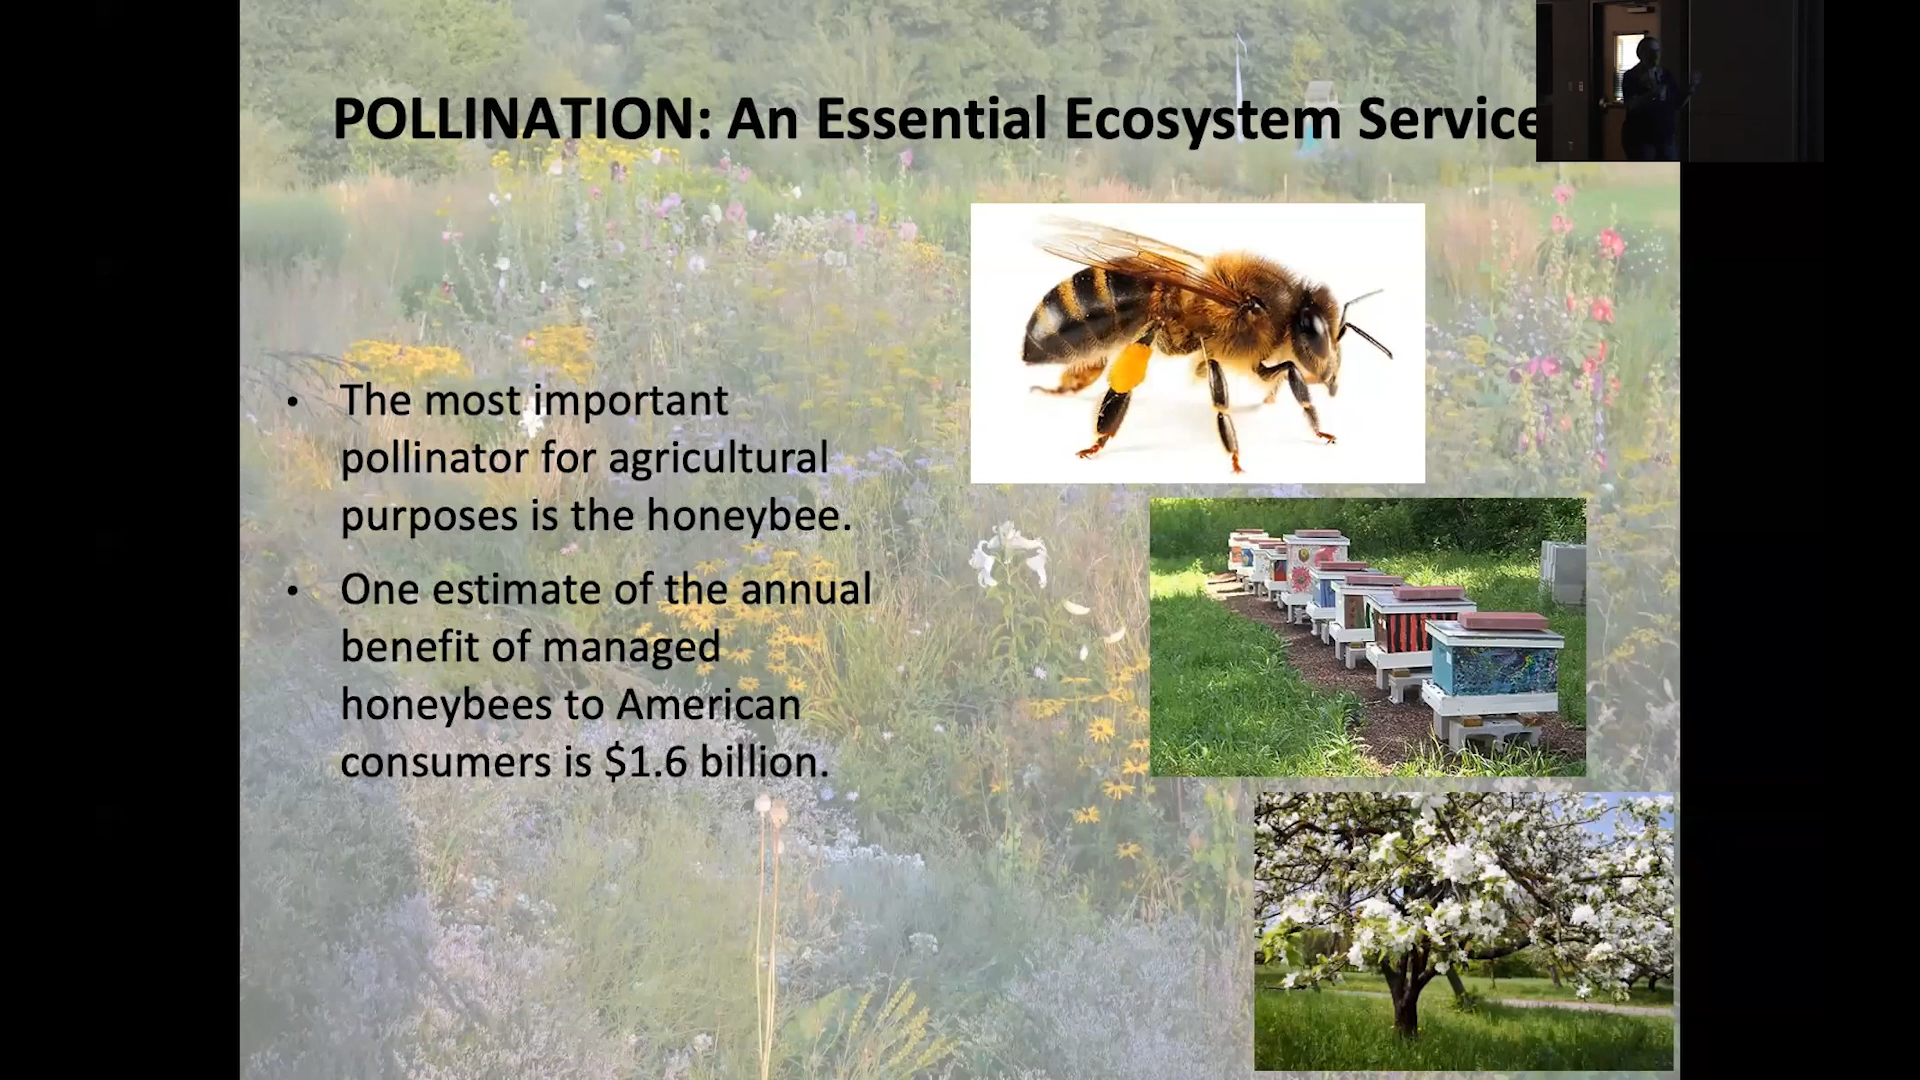 POLLINATION: An Essential Ecosystem Service
• The most important
pollinator for agricultural
purposes is the honeybee.
• One estimate of the annual
benefit of managed
honeybees to American
consumers is $1.6 billion.